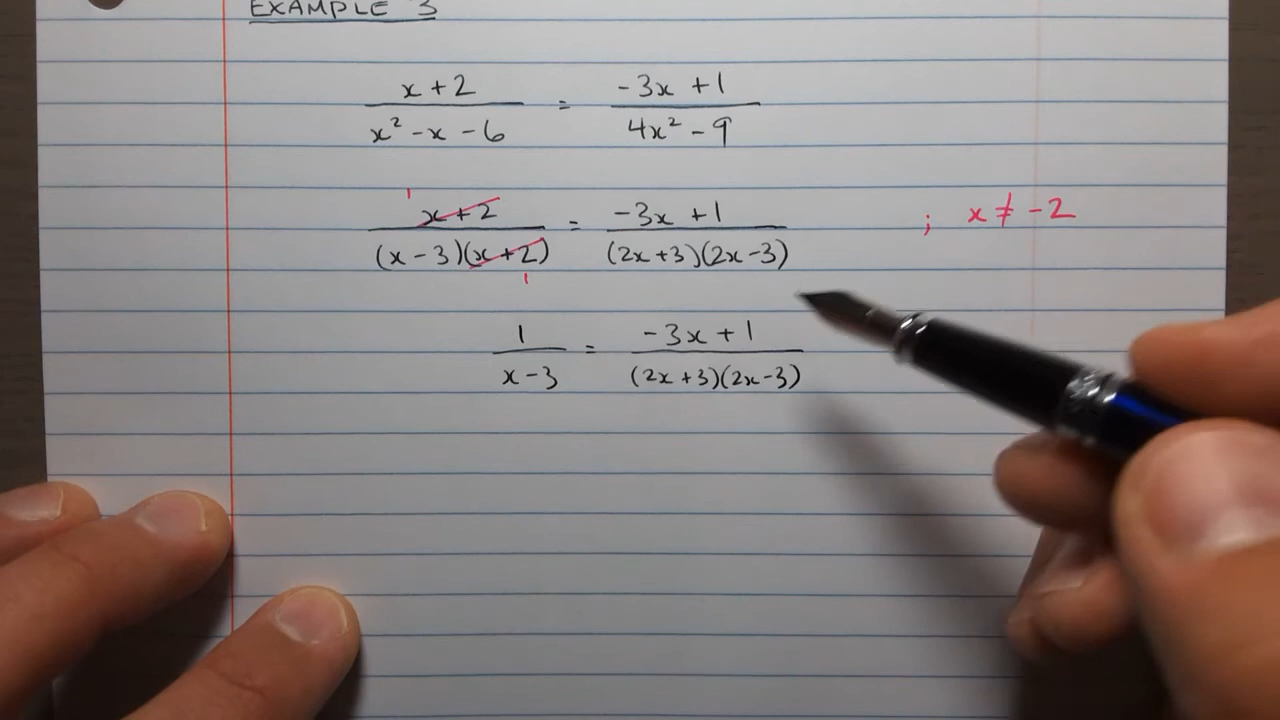 EXAMPLE 3
x + 2 / x² - x - 6 = -3x + 1 / 4x² - 9
1 x + 2 / (x - 3)(x + 2) 1 = -3x + 1 / (2x + 3)(2x - 3) ; x ≠ -2
1 / x - 3 = -3x + 1 / (2x + 3)(2x - 3)